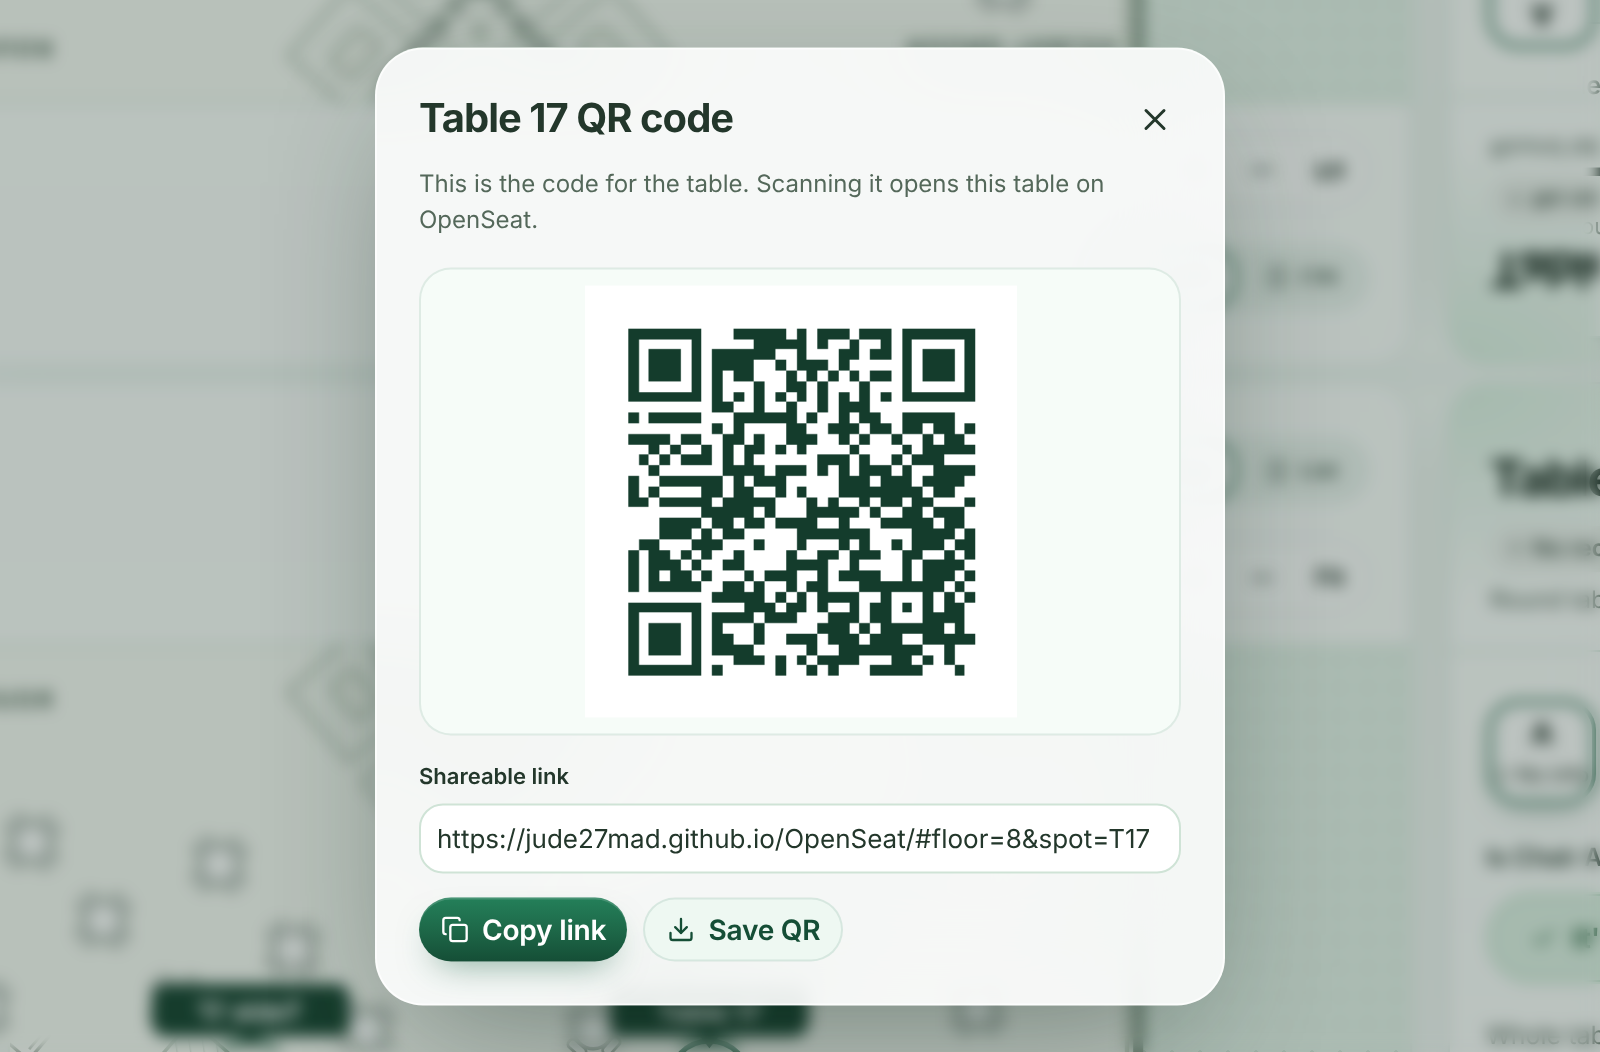 Table 17 QR code
This is the code for the table. Scanning it opens this table on
OpenSeat.
Shareable link
https://jude27mad.github.io/OpenSeat/#floor=8&spot=T17
Copy link
Save QR
Table